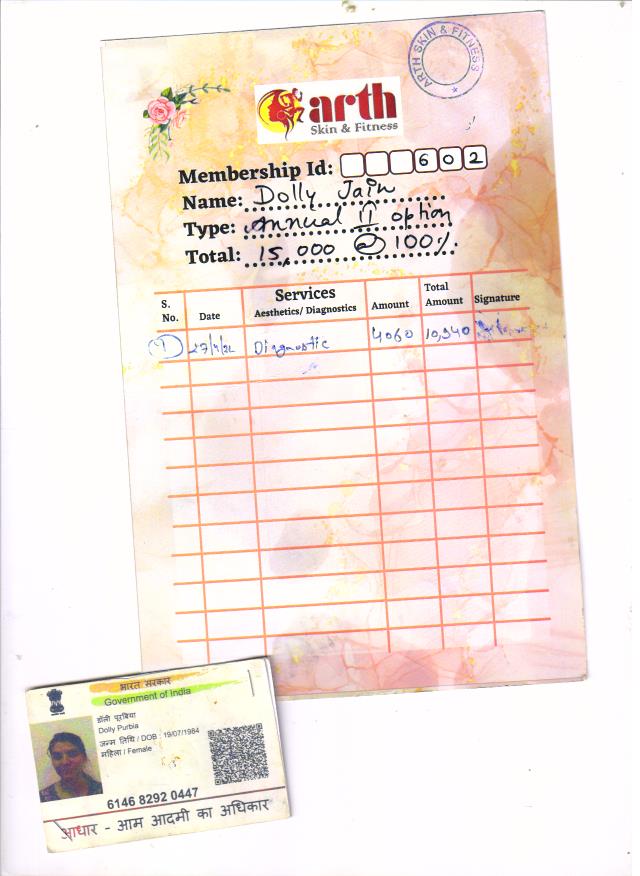 ARTH SKIN & FITNESS
arth
Skin & Fitness
Membership Id: 602
Name: Dolly Jain
Type: Annual II option
Total: 15,000 @ 100%.
S. No. Date Services Aesthetics/ Diagnostics Amount Total Amount Signature
1 Diagnostic 4060 10,940
भारत सरकार
Government of India
डॉली पूरबिया
Dolly Purbia
जन्म तिथि / DOB : 19/07/1984
महिला / Female
6146 8292 0447
आधार - आम आदमी का अधिकार